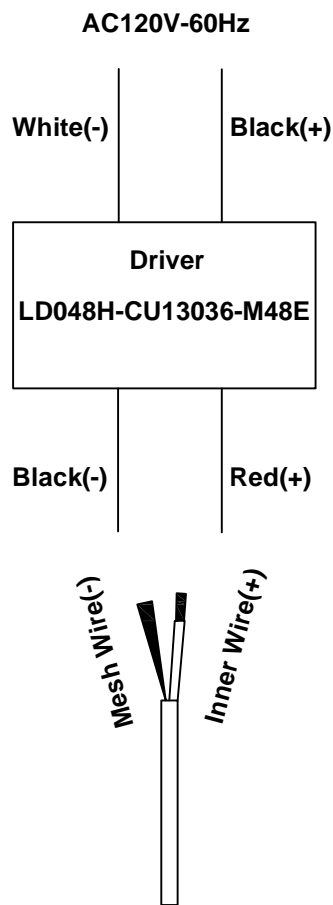 AC120V-60Hz
White(-)
Black(+)
Driver
LD048H-CU13036-M48E
Black(-)
Red(+)
Mesh Wire(-)
Inner Wire(+)